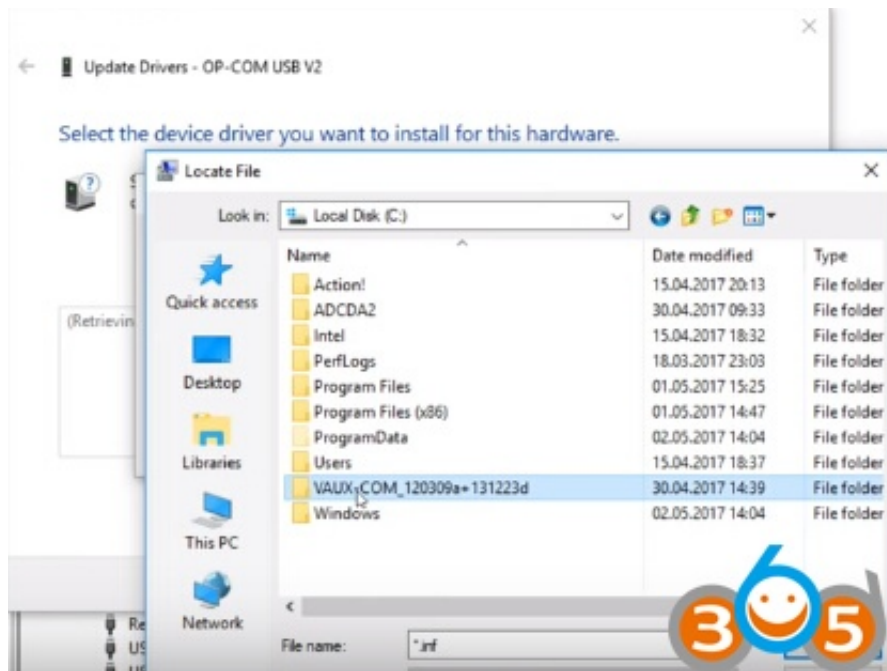 Update Drivers - OP-COM USB V2
Select the device driver you want to install for this hardware.
Locate File
Look in: Local Disk (C:)
Name Date modified Type
Action! 15.04.2017 20:13 File folder
ADCDA2 30.04.2017 09:33 File folder
Intel 15.04.2017 18:32 File folder
PerfLogs 18.03.2017 23:03 File folder
Program Files 01.05.2017 15:25 File folder
Program Files (x86) 01.05.2017 14:47 File folder
ProgramData 02.05.2017 14:04 File folder
Users 15.04.2017 18:37 File folder
VAUX-COM_120309a+131223d 30.04.2017 14:39 File folder
Windows 02.05.2017 14:04 File folder
Quick access
Desktop
Libraries
This PC
Network
(Retrievin
File name: *.inf
Re
US
365d